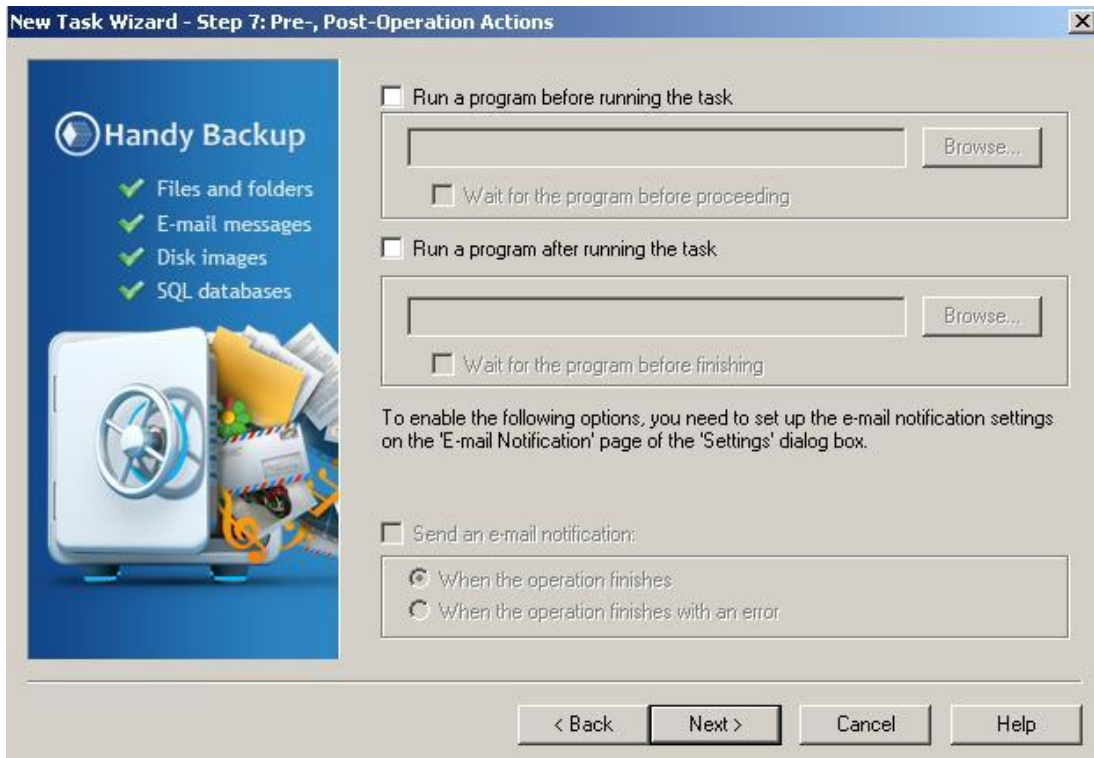 New Task Wizard - Step 7: Pre-, Post-Operation Actions
Handy Backup
Files and folders
E-mail messages
Disk images
SQL databases
Run a program before running the task
Browse...
Wait for the program before proceeding
Run a program after running the task
Browse...
Wait for the program before finishing
To enable the following options, you need to set up the e-mail notification settings
on the 'E-mail Notification' page of the 'Settings' dialog box.
Send an e-mail notification:
When the operation finishes
When the operation finishes with an error
< Back
Next >
Cancel
Help